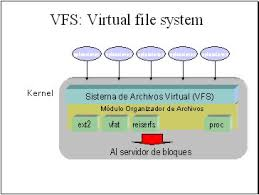 VFS: Virtual file system
Kernel
Sistema de Archivos Virtual (VFS)
Módulo Organizador de Archivos
ext2 vfat reiserfs proc
Al servidor de bloques